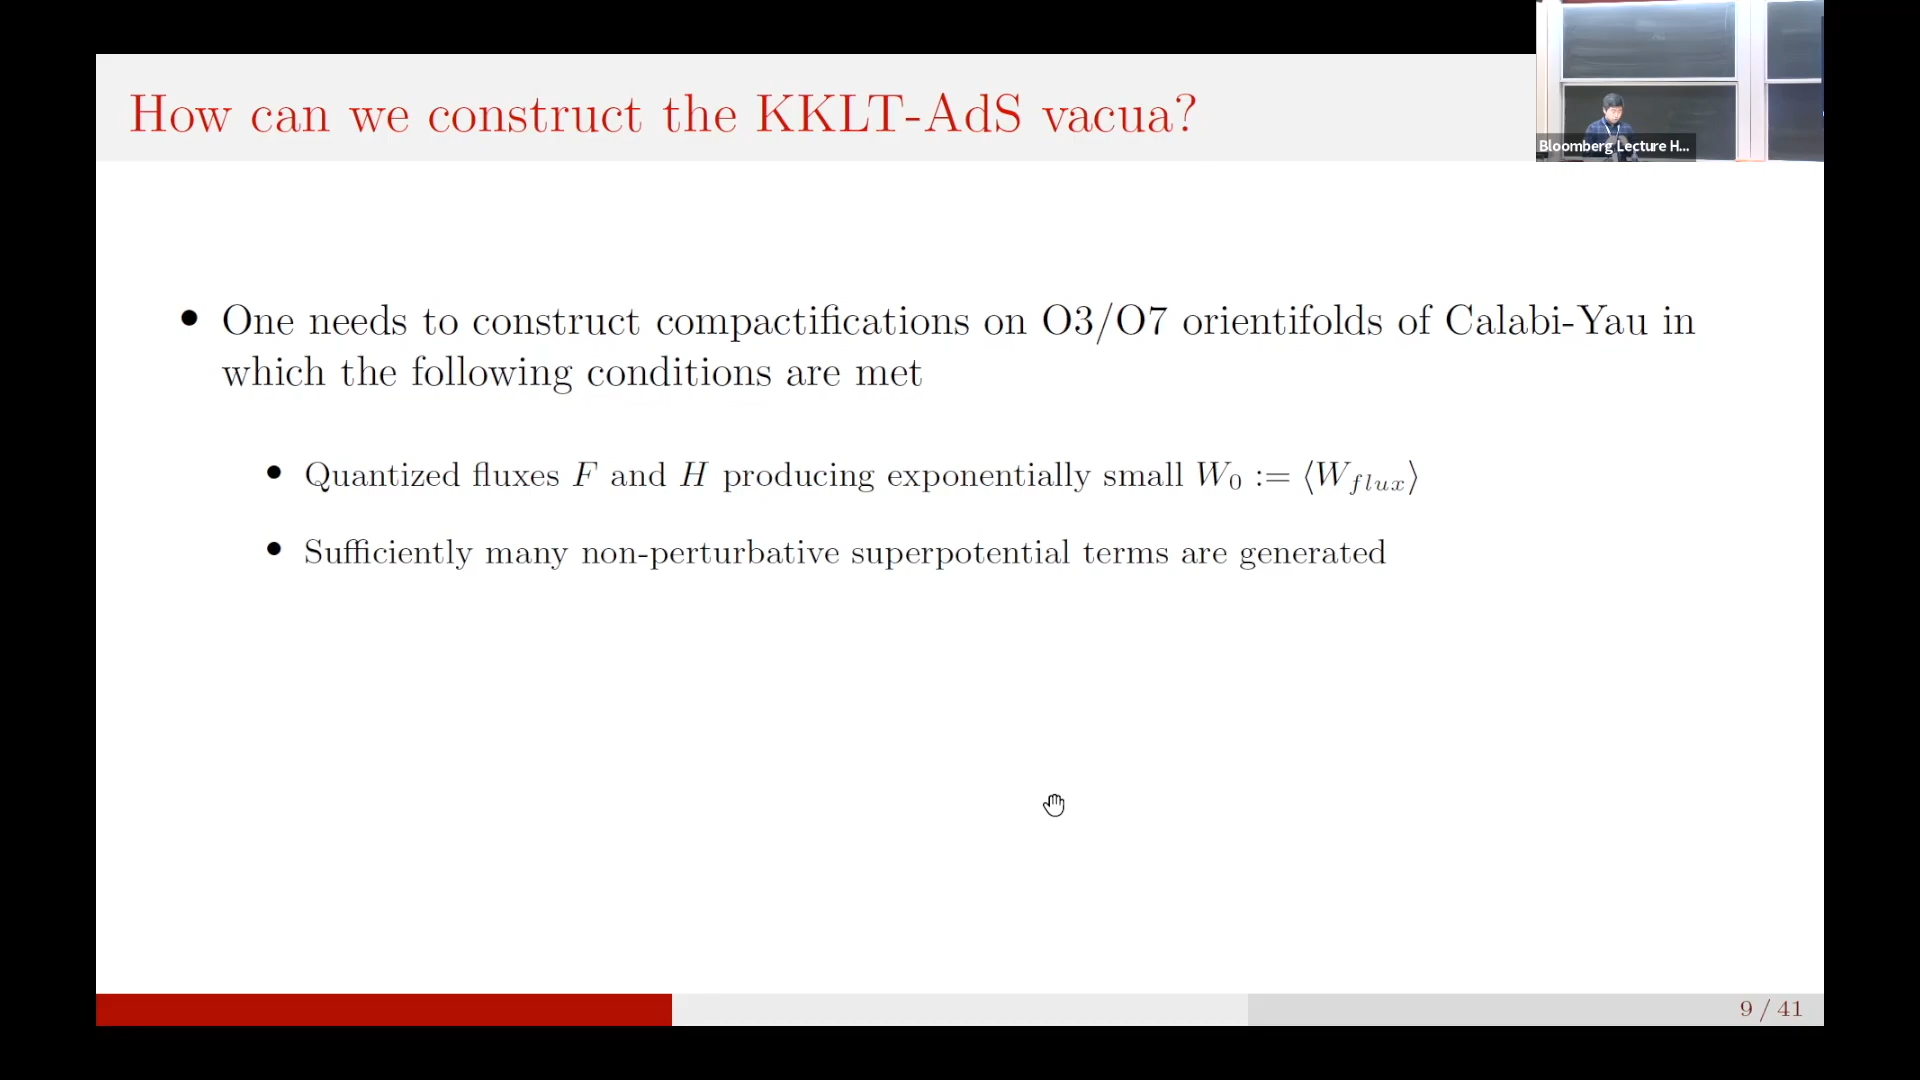 How can we construct the KKLT-AdS vacua?
Bloomberg Lecture H...
• One needs to construct compactifications on O3/O7 orientifolds of Calabi-Yau in
which the following conditions are met
• Quantized fluxes F and H producing exponentially small W₀ := ⟨W_{flux}⟩
• Sufficiently many non-perturbative superpotential terms are generated
9 / 41